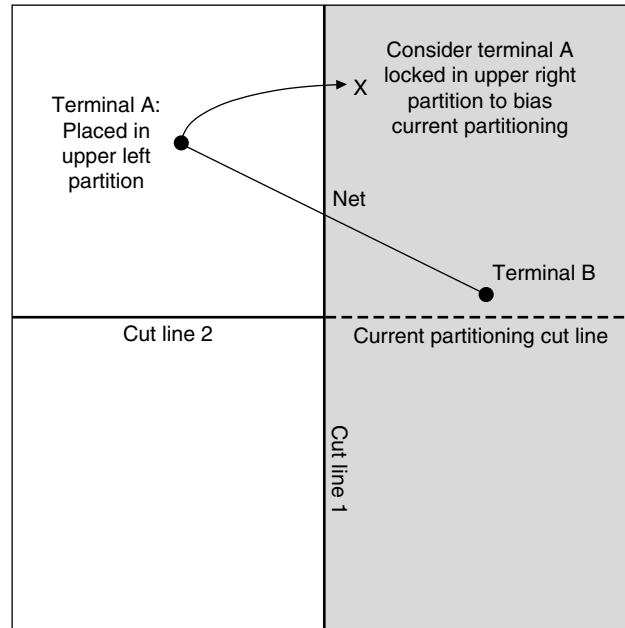 Terminal A:
Placed in
upper left
partition
X
Consider terminal A
locked in upper right
partition to bias
current partitioning
Net
Terminal B
Cut line 2
Current partitioning cut line
Cut line 1